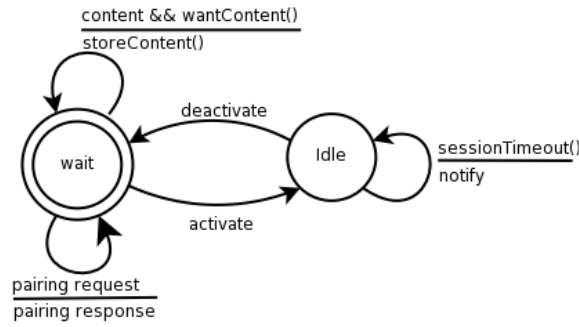 content && wantContent()
storeContent()
deactivate
wait
Idle
sessionTimeout()
notify
activate
pairing request
pairing response